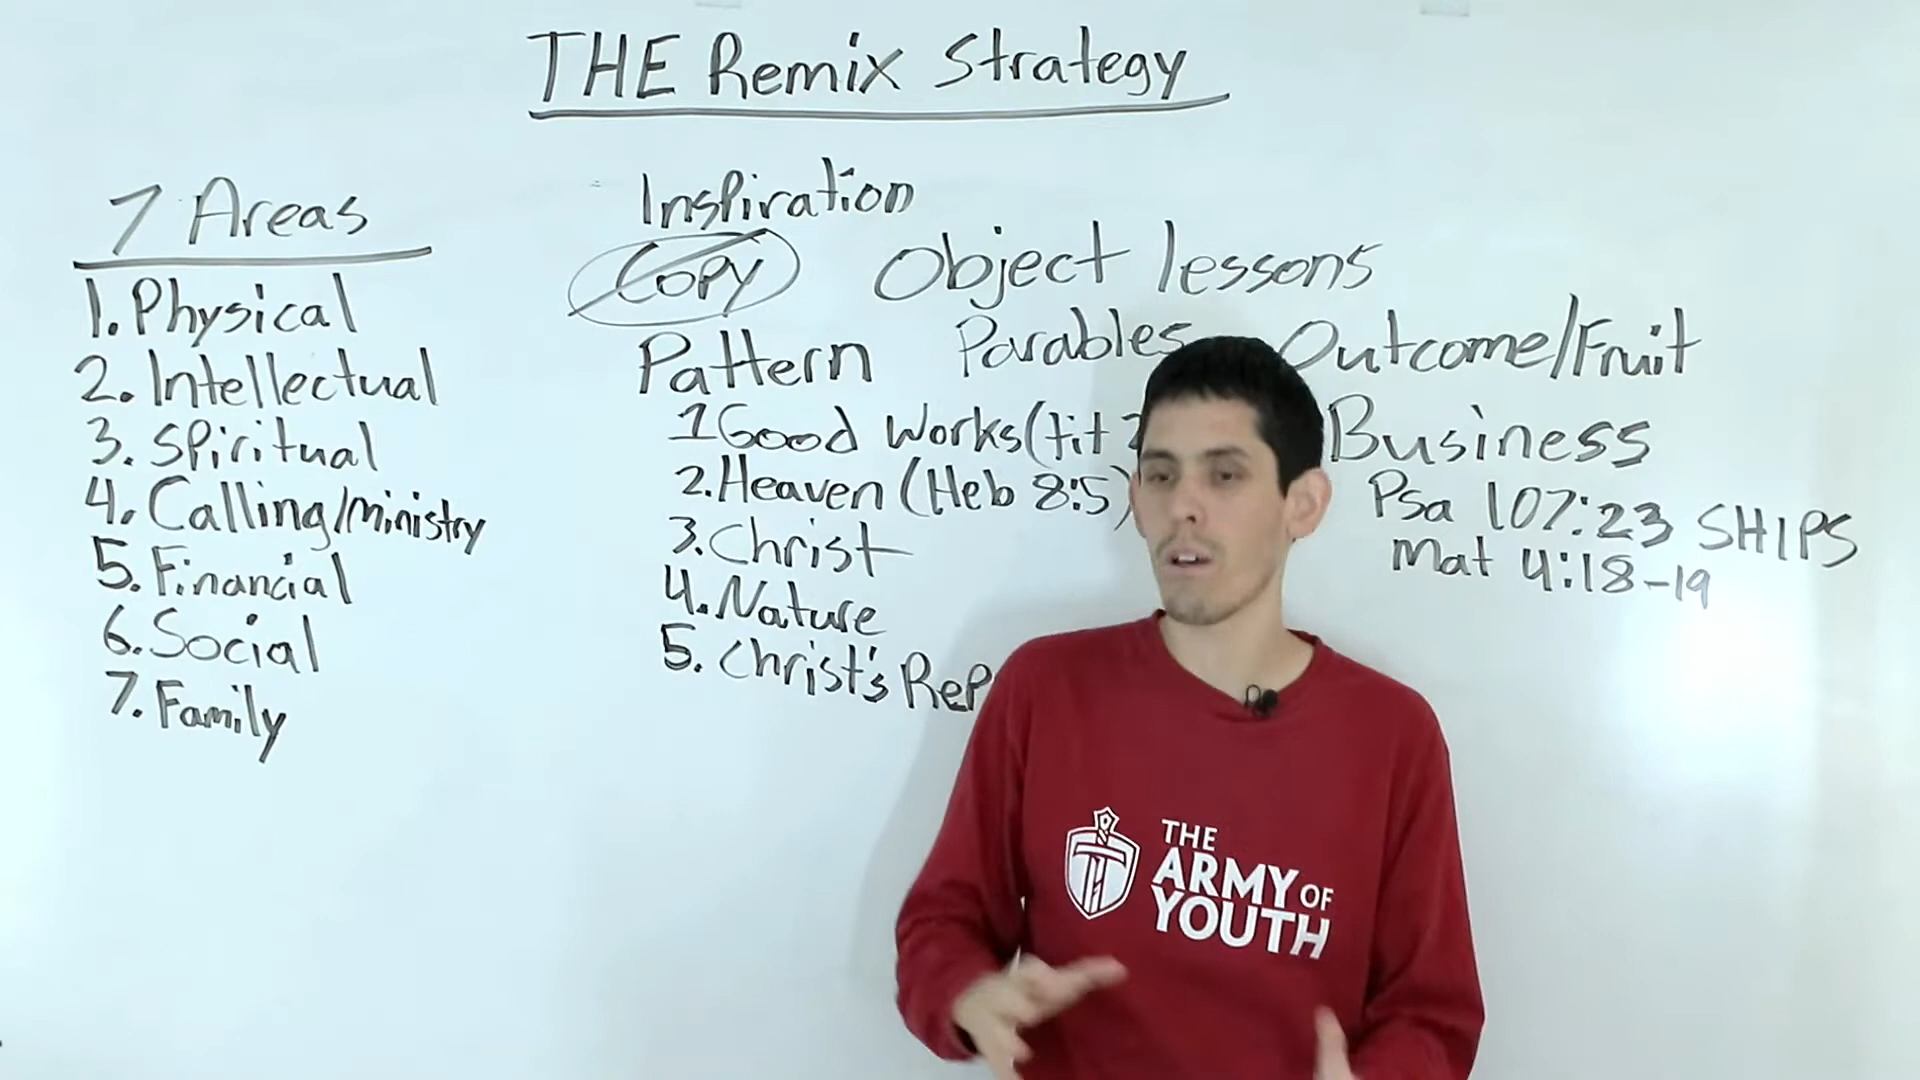 THE Remix Strategy
7 Areas
1. Physical
2. Intellectual
3. Spiritual
4. Calling/Ministry
5. Financial
6. Social
7. Family
Inspiration
Copy Object lessons
Pattern Parables Outcome/Fruit
1 Good Works (tit
2. Heaven (Heb 8:5)
3. Christ
4. Nature
5. Christ's Rep
Business
Psa 107:23 SHIPS
Mat 4:18-19
THE
ARMY OF
YOUTH